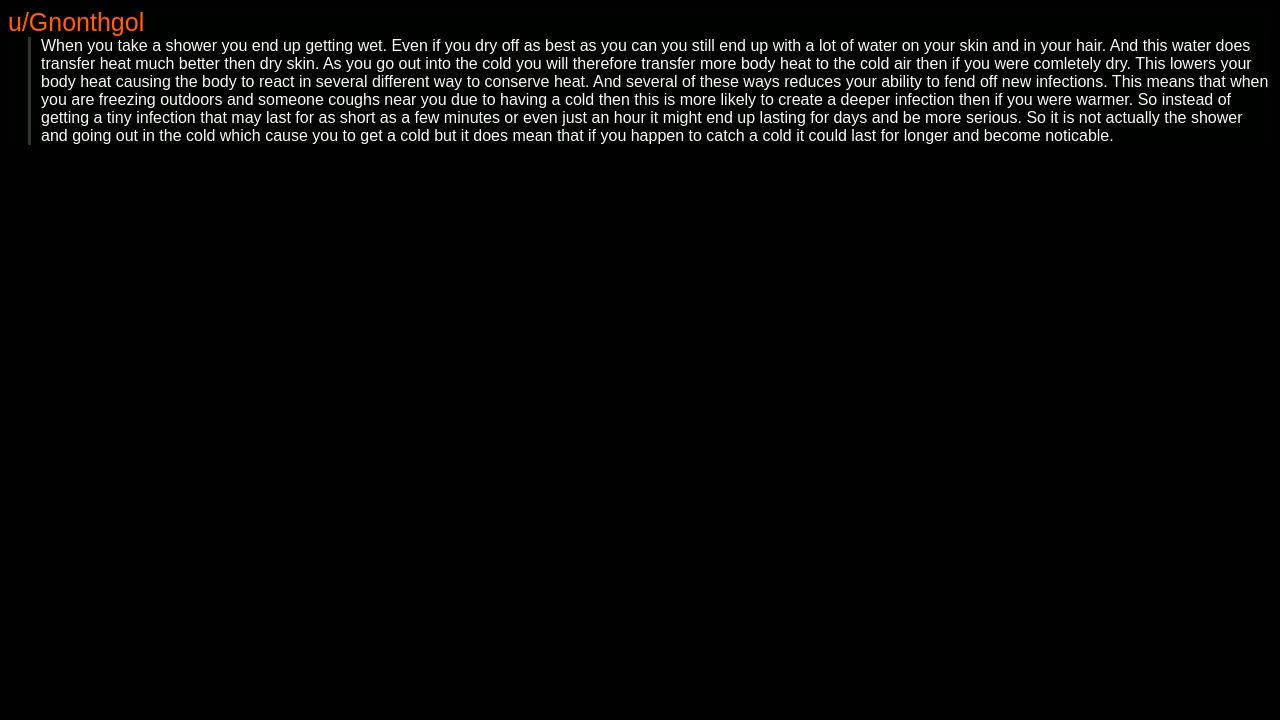 u/Gnonthgol
When you take a shower you end up getting wet. Even if you dry off as best as you can you still end up with a lot of water on your skin and in your hair. And this water does
transfer heat much better then dry skin. As you go out into the cold you will therefore transfer more body heat to the cold air then if you were comletely dry. This lowers your
body heat causing the body to react in several different way to conserve heat. And several of these ways reduces your ability to fend off new infections. This means that when
you are freezing outdoors and someone coughs near you due to having a cold then this is more likely to create a deeper infection then if you were warmer. So instead of
getting a tiny infection that may last for as short as a few minutes or even just an hour it might end up lasting for days and be more serious. So it is not actually the shower
and going out in the cold which cause you to get a cold but it does mean that if you happen to catch a cold it could last for longer and become noticable.